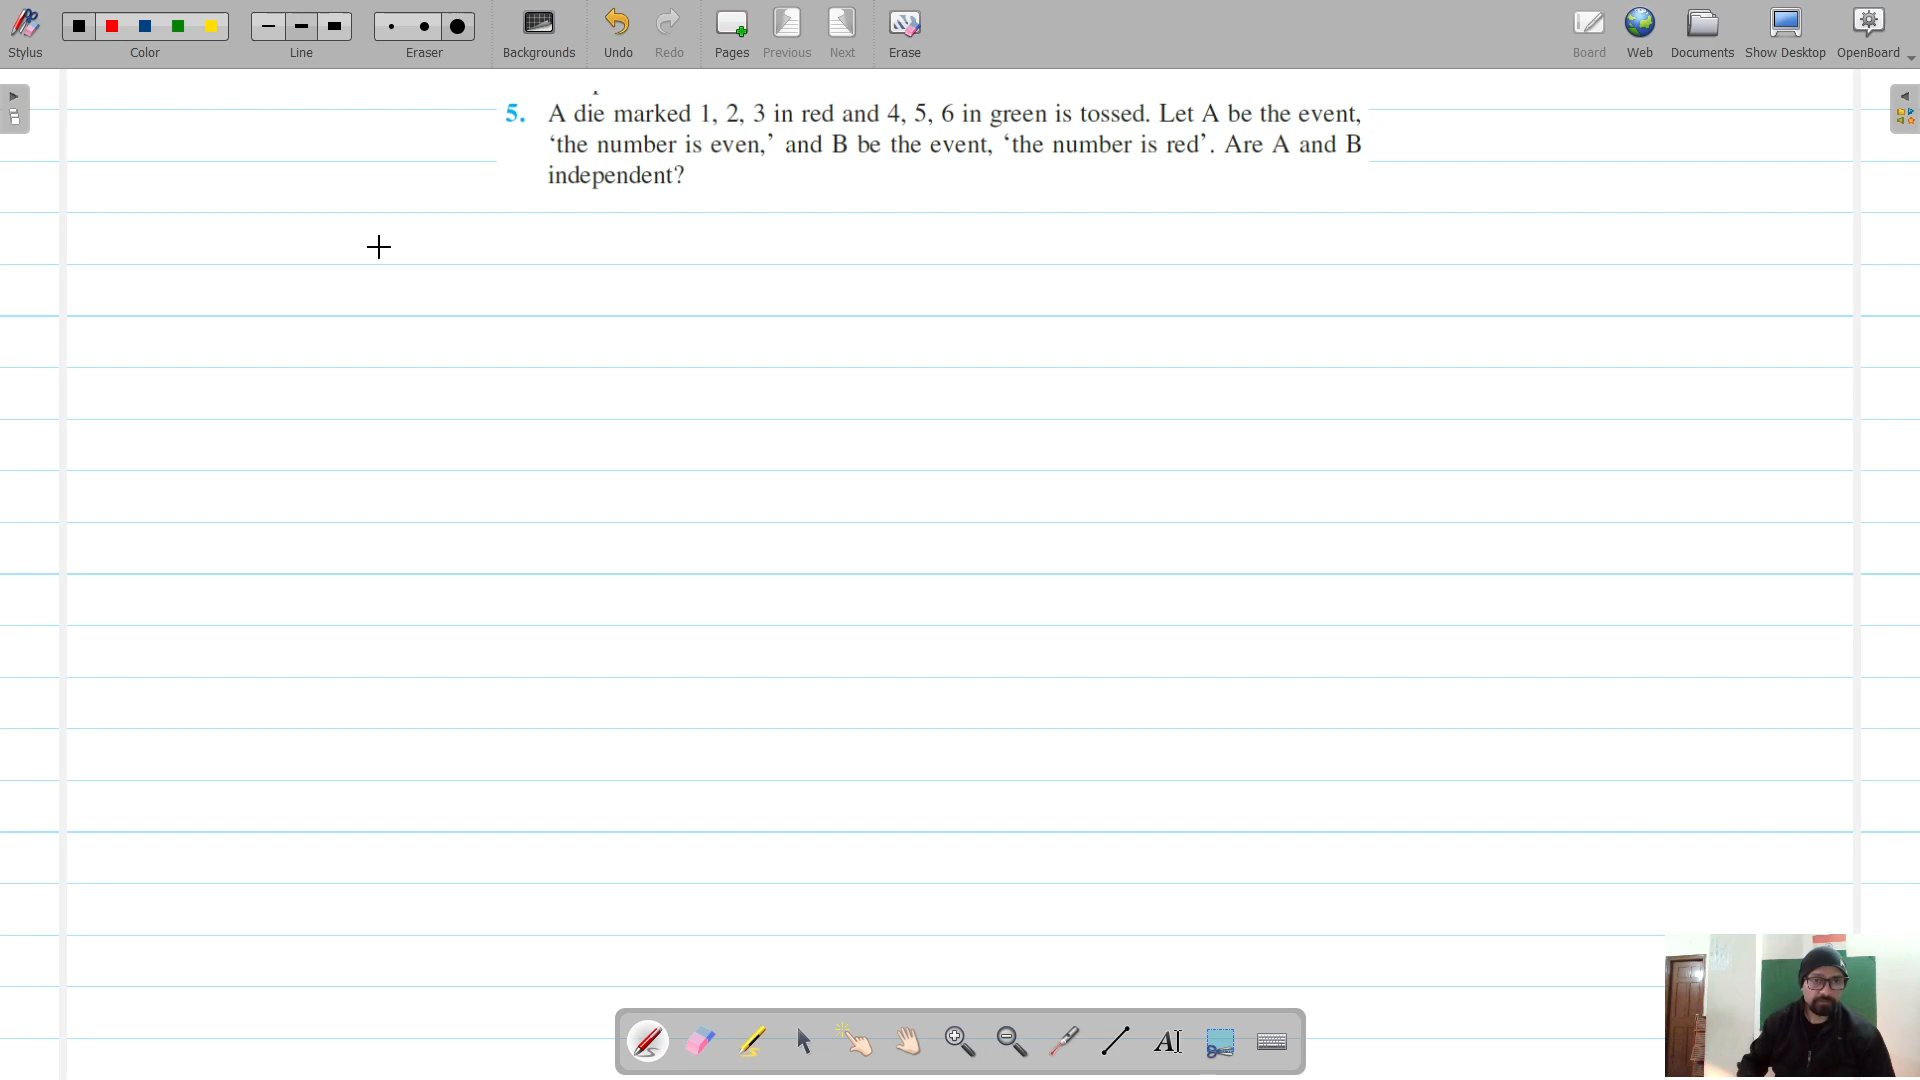 Stylus
Color
Line
Eraser
Backgrounds
Undo
Redo
Pages
Previous
Next
Erase
Board
Web
Documents
Show Desktop
OpenBoard
5. A die marked 1, 2, 3 in red and 4, 5, 6 in green is tossed. Let A be the event,
‘the number is even,’ and B be the event, ‘the number is red’. Are A and B
independent?